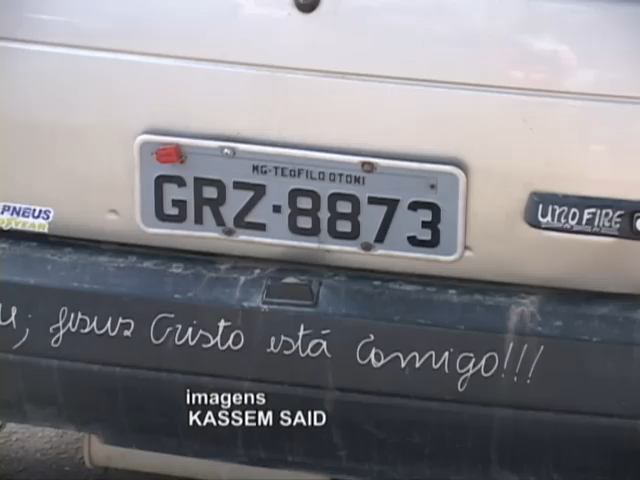 MG-TEOFILO OTONI
GRZ-8873
PNEUS
UNO FIRE
Jesus Cristo está Comigo!!!
imagens
KASSEM SAID